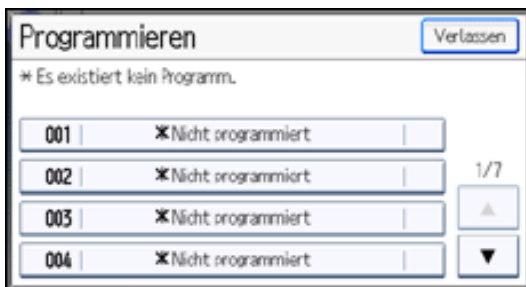 Programmieren Verlassen
* Es existiert kein Programm.
001 *Nicht programmiert
002 *Nicht programmiert
1/7
003 *Nicht programmiert
004 *Nicht programmiert